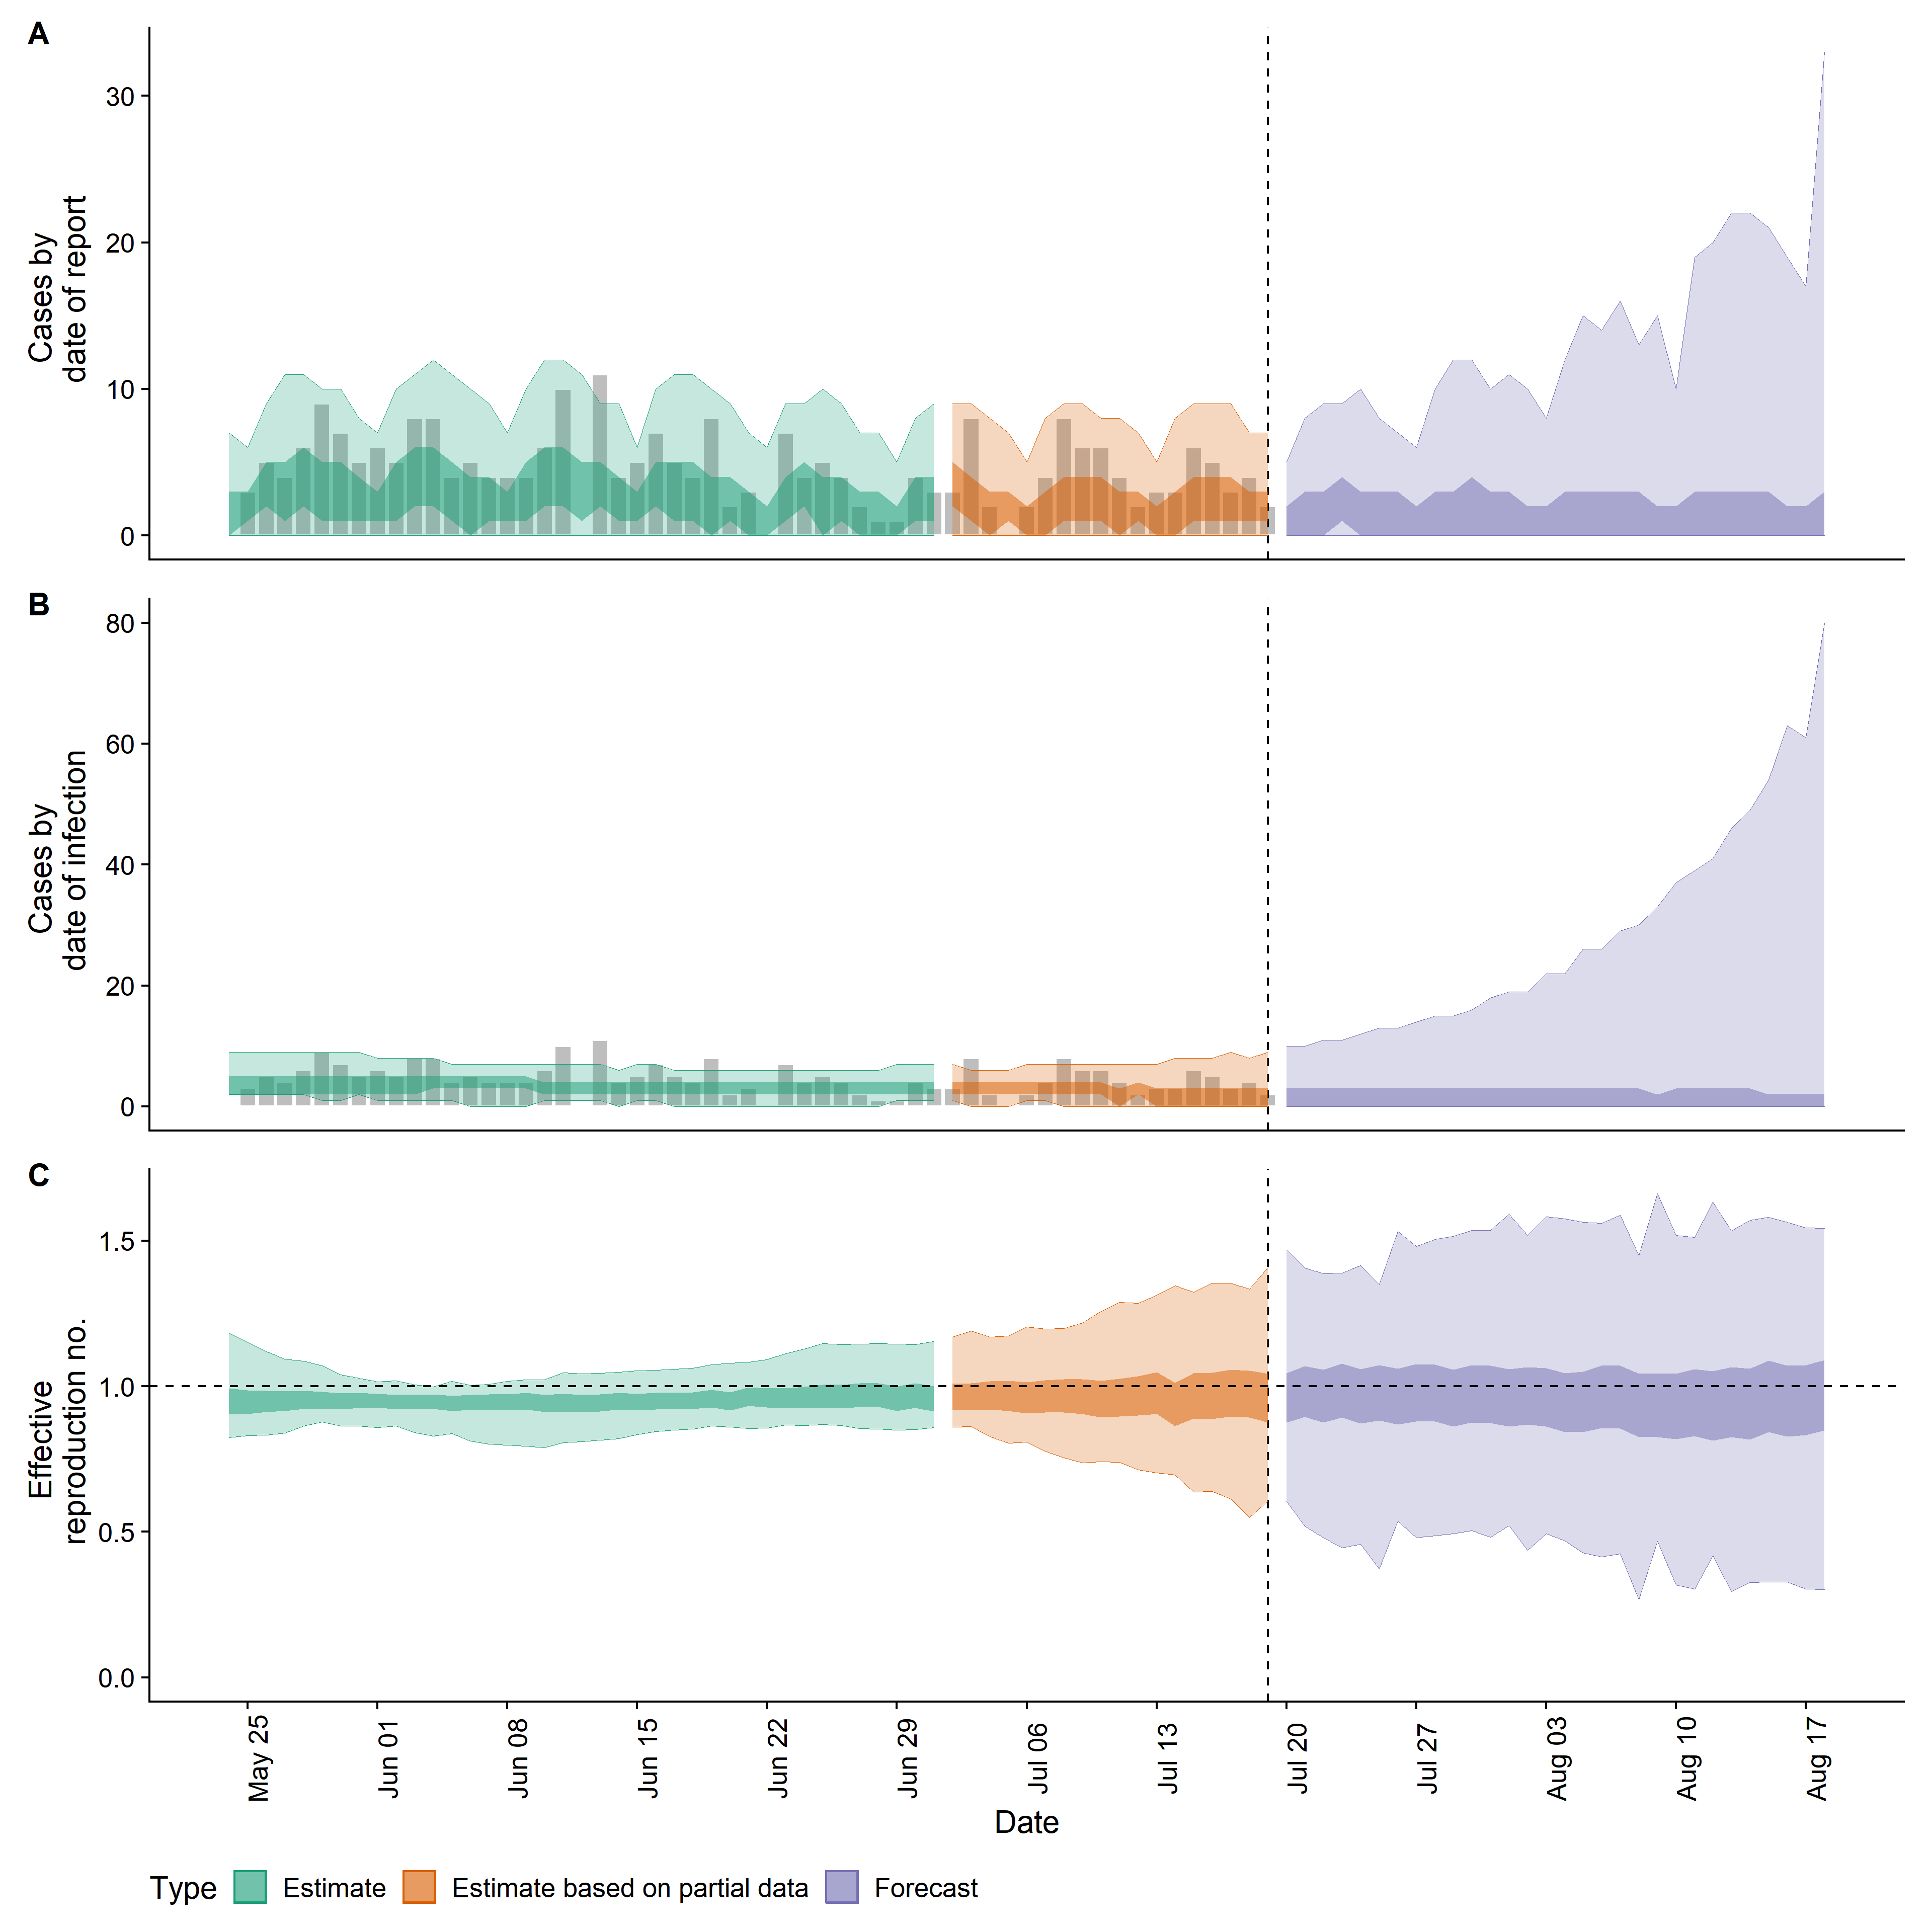 A
Cases by
date of report
30
20
10
0
B
Cases by
date of infection
80
60
40
20
0
C
Effective
reproduction no.
1.5
1.0
0.5
0.0
May 25
Jun 01
Jun 08
Jun 15
Jun 22
Jun 29
Jul 06
Jul 13
Jul 20
Jul 27
Aug 03
Aug 10
Aug 17
Date
Type Estimate Estimate based on partial data Forecast